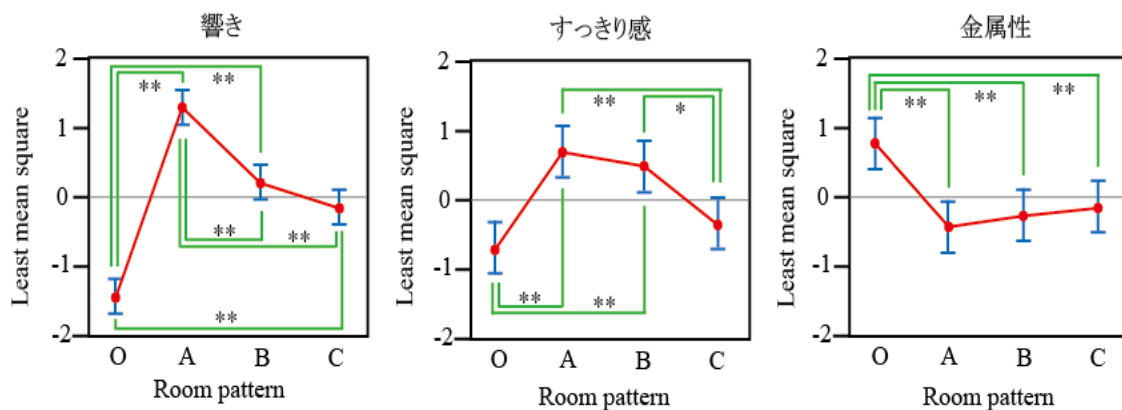 響き
すっきり感
金属性
Least mean square
2
1
0
-1
-2
**
**
**
**
**
O
A
B
C
Room pattern
Least mean square
2
1
0
-1
-2
**
*
**
**
O
A
B
C
Room pattern
Least mean square
2
1
0
-1
-2
**
**
**
O
A
B
C
Room pattern